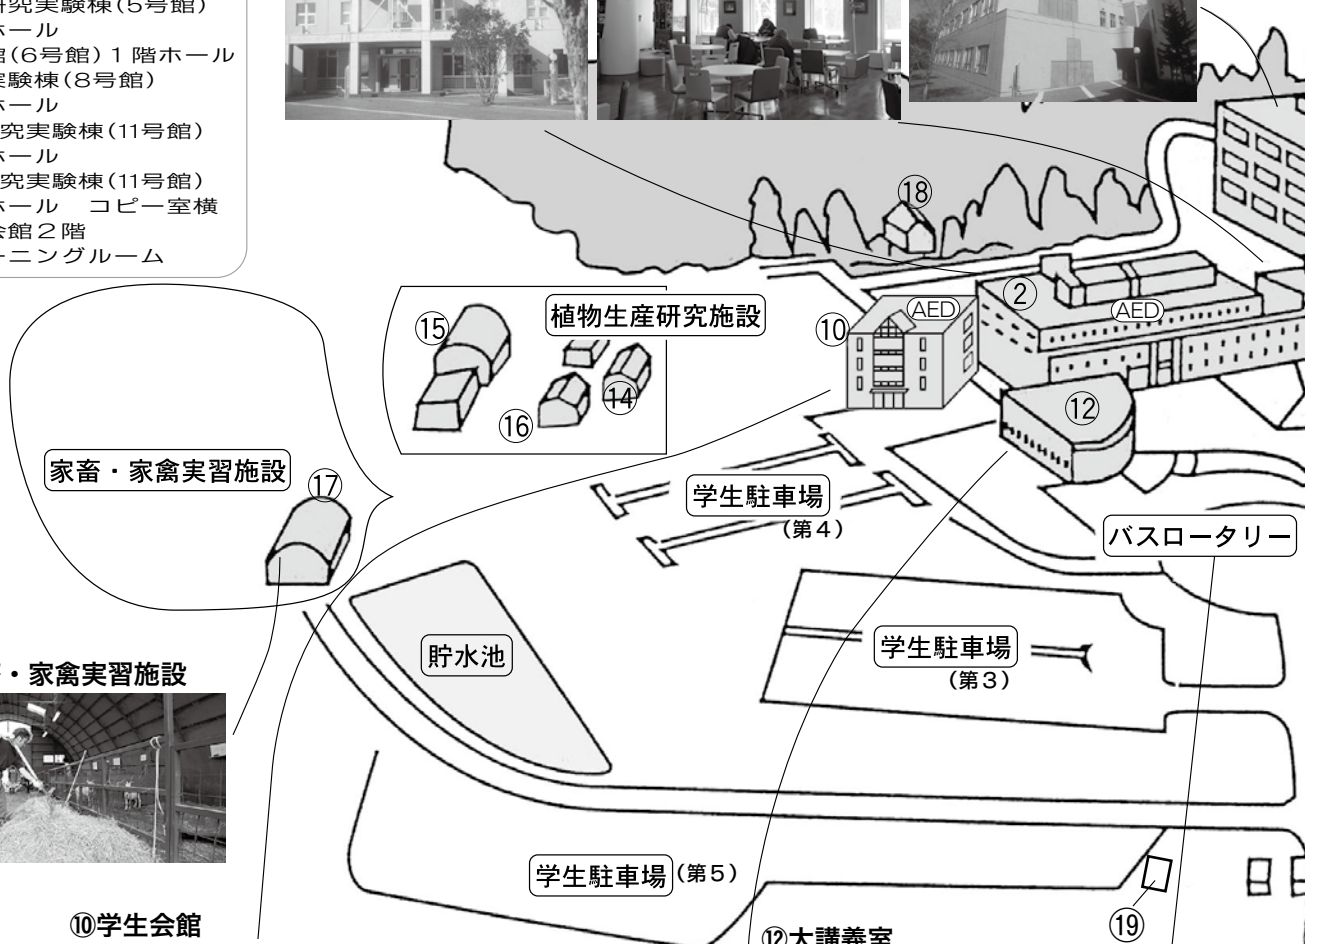 究実験棟(5号館)
ホール
館(6号館)1階ホール
実験棟(8号館)
ホール
究実験棟(11号館)
ホール
究実験棟(11号館)
ホール　コピー室横
会館2階
ーニングルーム
⑱
②
AED
AED
⑩
植物生産研究施設
⑮
⑭
⑯
⑫
家畜・家禽実習施設
⑰
学生駐車場
(第4)
バスロータリー
貯水池
学生駐車場
(第3)
・家禽実習施設
学生駐車場(第5)
⑲
⑩学生会館
⑫大講義室